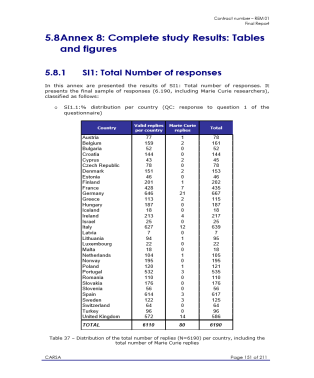 Contract number – REM 01
Final Report
5.8Annex 8: Complete study Results: Tables
and figures
5.8.1 SI1: Total Number of responses
In this annex are presented the results of SI1: Total number of responses. It
presents the final sample of responses (6.190, including Marie Curie researchers),
classified as follows:
o SI1.1:% distribution per country (QC: response to question 1 of the
questionnaire)
Country Valid replies per country Marie Curie replies Total
Austria 77 1 78
Belgium 159 2 161
Bulgaria 52 0 52
Croatia 144 0 144
Cyprus 43 2 45
Czech Republic 78 0 78
Denmark 151 2 153
Estonia 46 0 46
Finland 201 1 202
France 428 7 435
Germany 646 21 667
Greece 113 2 115
Hungary 187 0 187
Iceland 18 0 18
Ireland 213 4 217
Israel 25 0 25
Italy 627 12 639
Latvia 7 0 7
Lithuania 94 1 95
Luxembourg 22 0 22
Malta 18 0 18
Netherlands 104 1 105
Norway 195 0 195
Poland 120 1 121
Portugal 532 3 535
Romania 110 0 110
Slovakia 176 0 176
Slovenia 56 0 56
Spain 614 3 617
Sweden 122 3 125
Switzerland 64 0 64
Turkey 96 0 96
United Kingdom 572 14 586
TOTAL 6110 80 6190
Table 37 – Distribution of the total number of replies (N=6190) per country, including the
total number of Marie Curie replies
CARSA Page 151 of 211